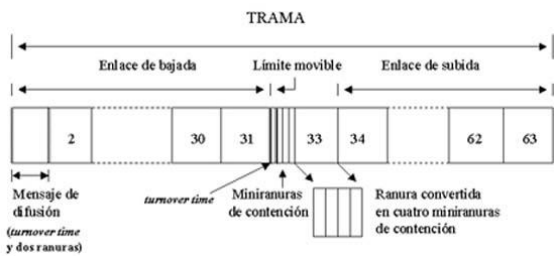 TRAMA
Enlace de bajada
Límite movible
Enlace de subida
2
30
31
33
34
62
63
Mensaje de
difusión
(turnover time
y dos ranuras)
turnover time
Miniranuras
de contención
Ranura convertida
en cuatro miniranuras
de contención